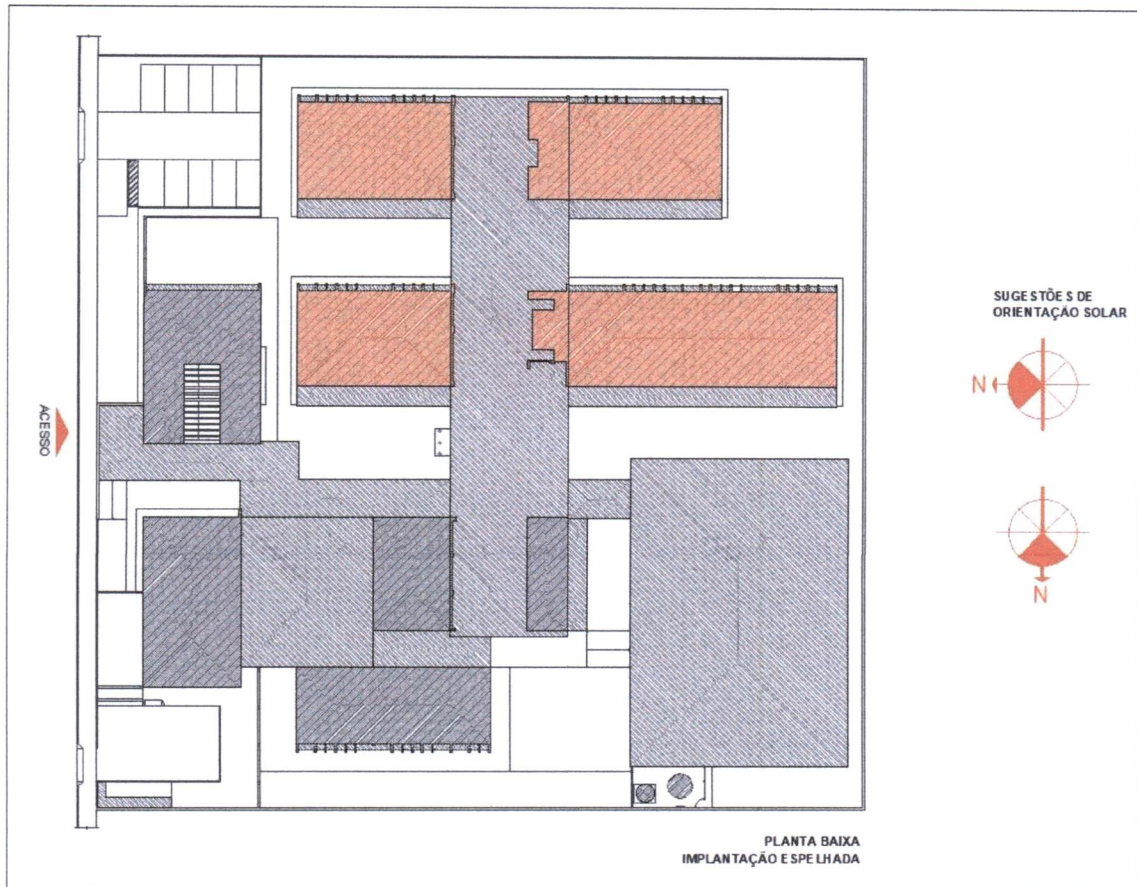 SUGESTÕES DE
ORIENTAÇÃO SOLAR
N
ACESSO
N
PLANTA BAIXA
IMPLANTAÇÃO ESPELHADA